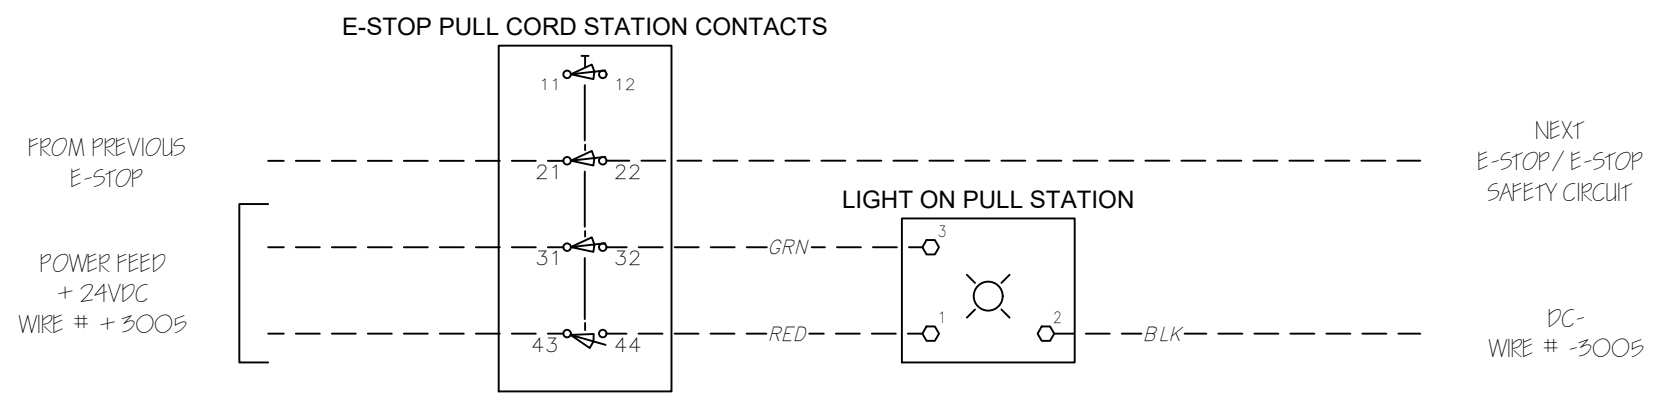 E-STOP PULL CORD STATION CONTACTS
11 12
FROM PREVIOUS
E-STOP
21 22
NEXT
E-STOP / E-STOP
SAFETY CIRCUIT
LIGHT ON PULL STATION
POWER FEED
+ 24VDC
WIRE # + 3005
31 32
GRN
3
43 44
RED
1
2
BLK
DC-
WIRE # -3005